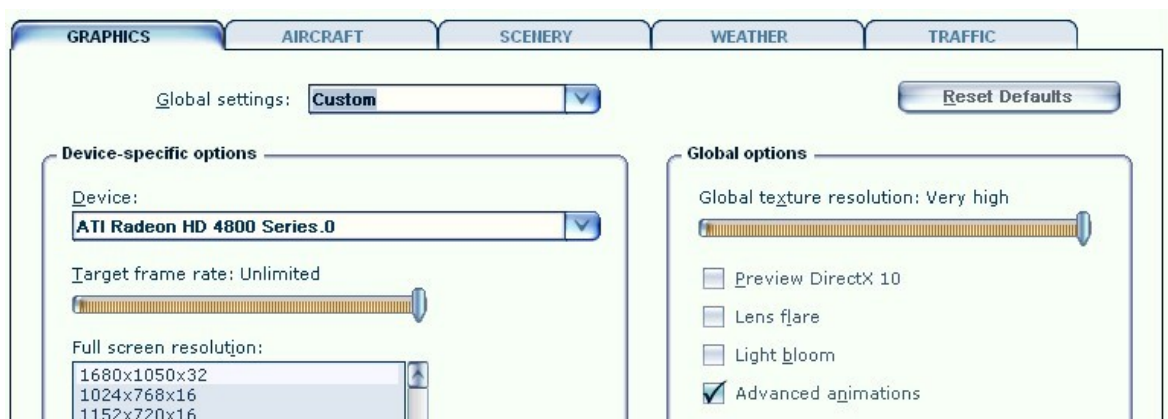 GRAPHICS AIRCRAFT SCENERY WEATHER TRAFFIC
Global settings: Custom Reset Defaults
Device-specific options
Device:
ATI Radeon HD 4800 Series.0
Target frame rate: Unlimited
Full screen resolution:
1680x1050x32
1024x768x16
1152x720x16
Global options
Global texture resolution: Very high
Preview DirectX 10
Lens flare
Light bloom
Advanced animations